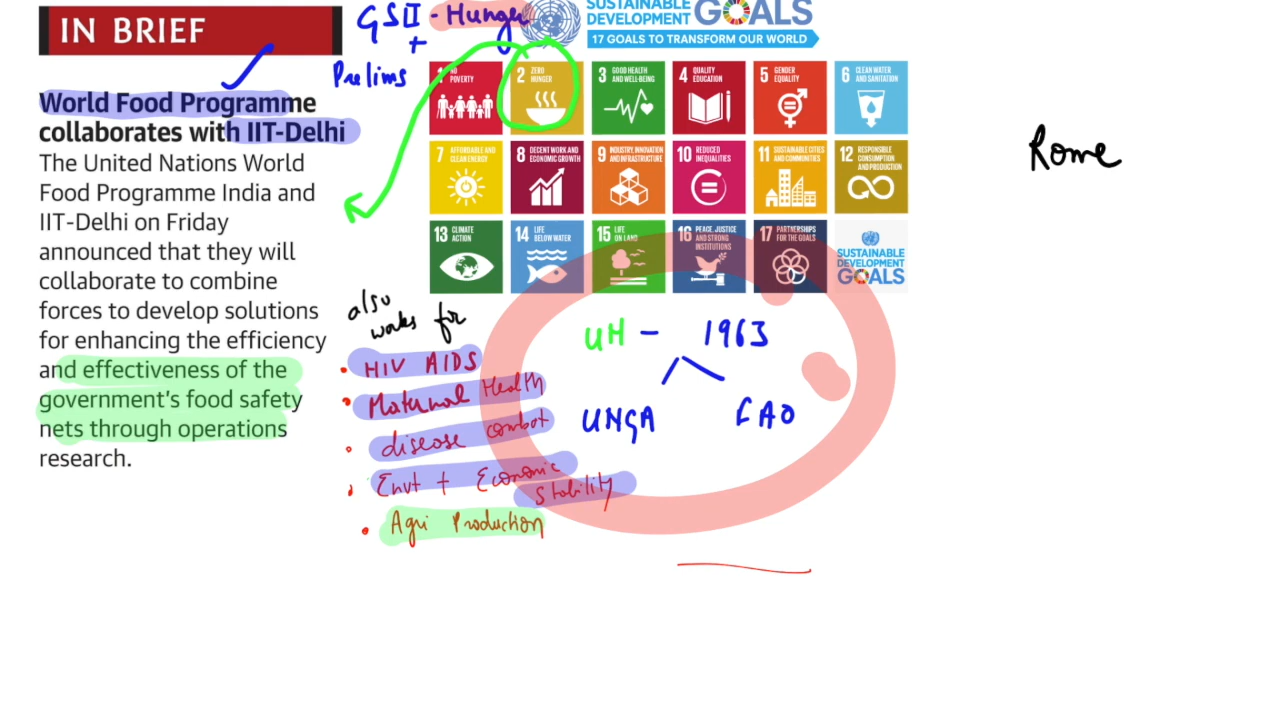 IN BRIEF
GSII - Hunger
+
Prelims
World Food Programme
collaborates with IIT-Delhi
The United Nations World
Food Programme India and
IIT-Delhi on Friday
announced that they will
collaborate to combine
forces to develop solutions
for enhancing the efficiency
and effectiveness of the
government's food safety
nets through operations
research.
SUSTAINABLE
DEVELOPMENT GOALS
17 GOALS TO TRANSFORM OUR WORLD
1 NO
POVERTY
2 ZERO
HUNGER
3 GOOD HEALTH
AND WELL-BEING
4 QUALITY
EDUCATION
5 GENDER
EQUALITY
6 CLEAN WATER
AND SANITATION
7 AFFORDABLE AND
CLEAN ENERGY
8 DECENT WORK AND
ECONOMIC GROWTH
9 INDUSTRY, INNOVATION
AND INFRASTRUCTURE
10 REDUCED
INEQUALITIES
11 SUSTAINABLE CITIES
AND COMMUNITIES
12 RESPONSIBLE
CONSUMPTION
AND PRODUCTION
13 CLIMATE
ACTION
14 LIFE
BELOW WATER
15 LIFE
ON LAND
16 PEACE, JUSTICE
AND STRONG
INSTITUTIONS
17 PARTNERSHIPS
FOR THE GOALS
SUSTAINABLE
DEVELOPMENT
GOALS
Rome
also
works for
HIV AIDS
Maternal Health
disease combat
Envt + Economic
Stability
Agri Production
UH - 1963
UNGA FAO